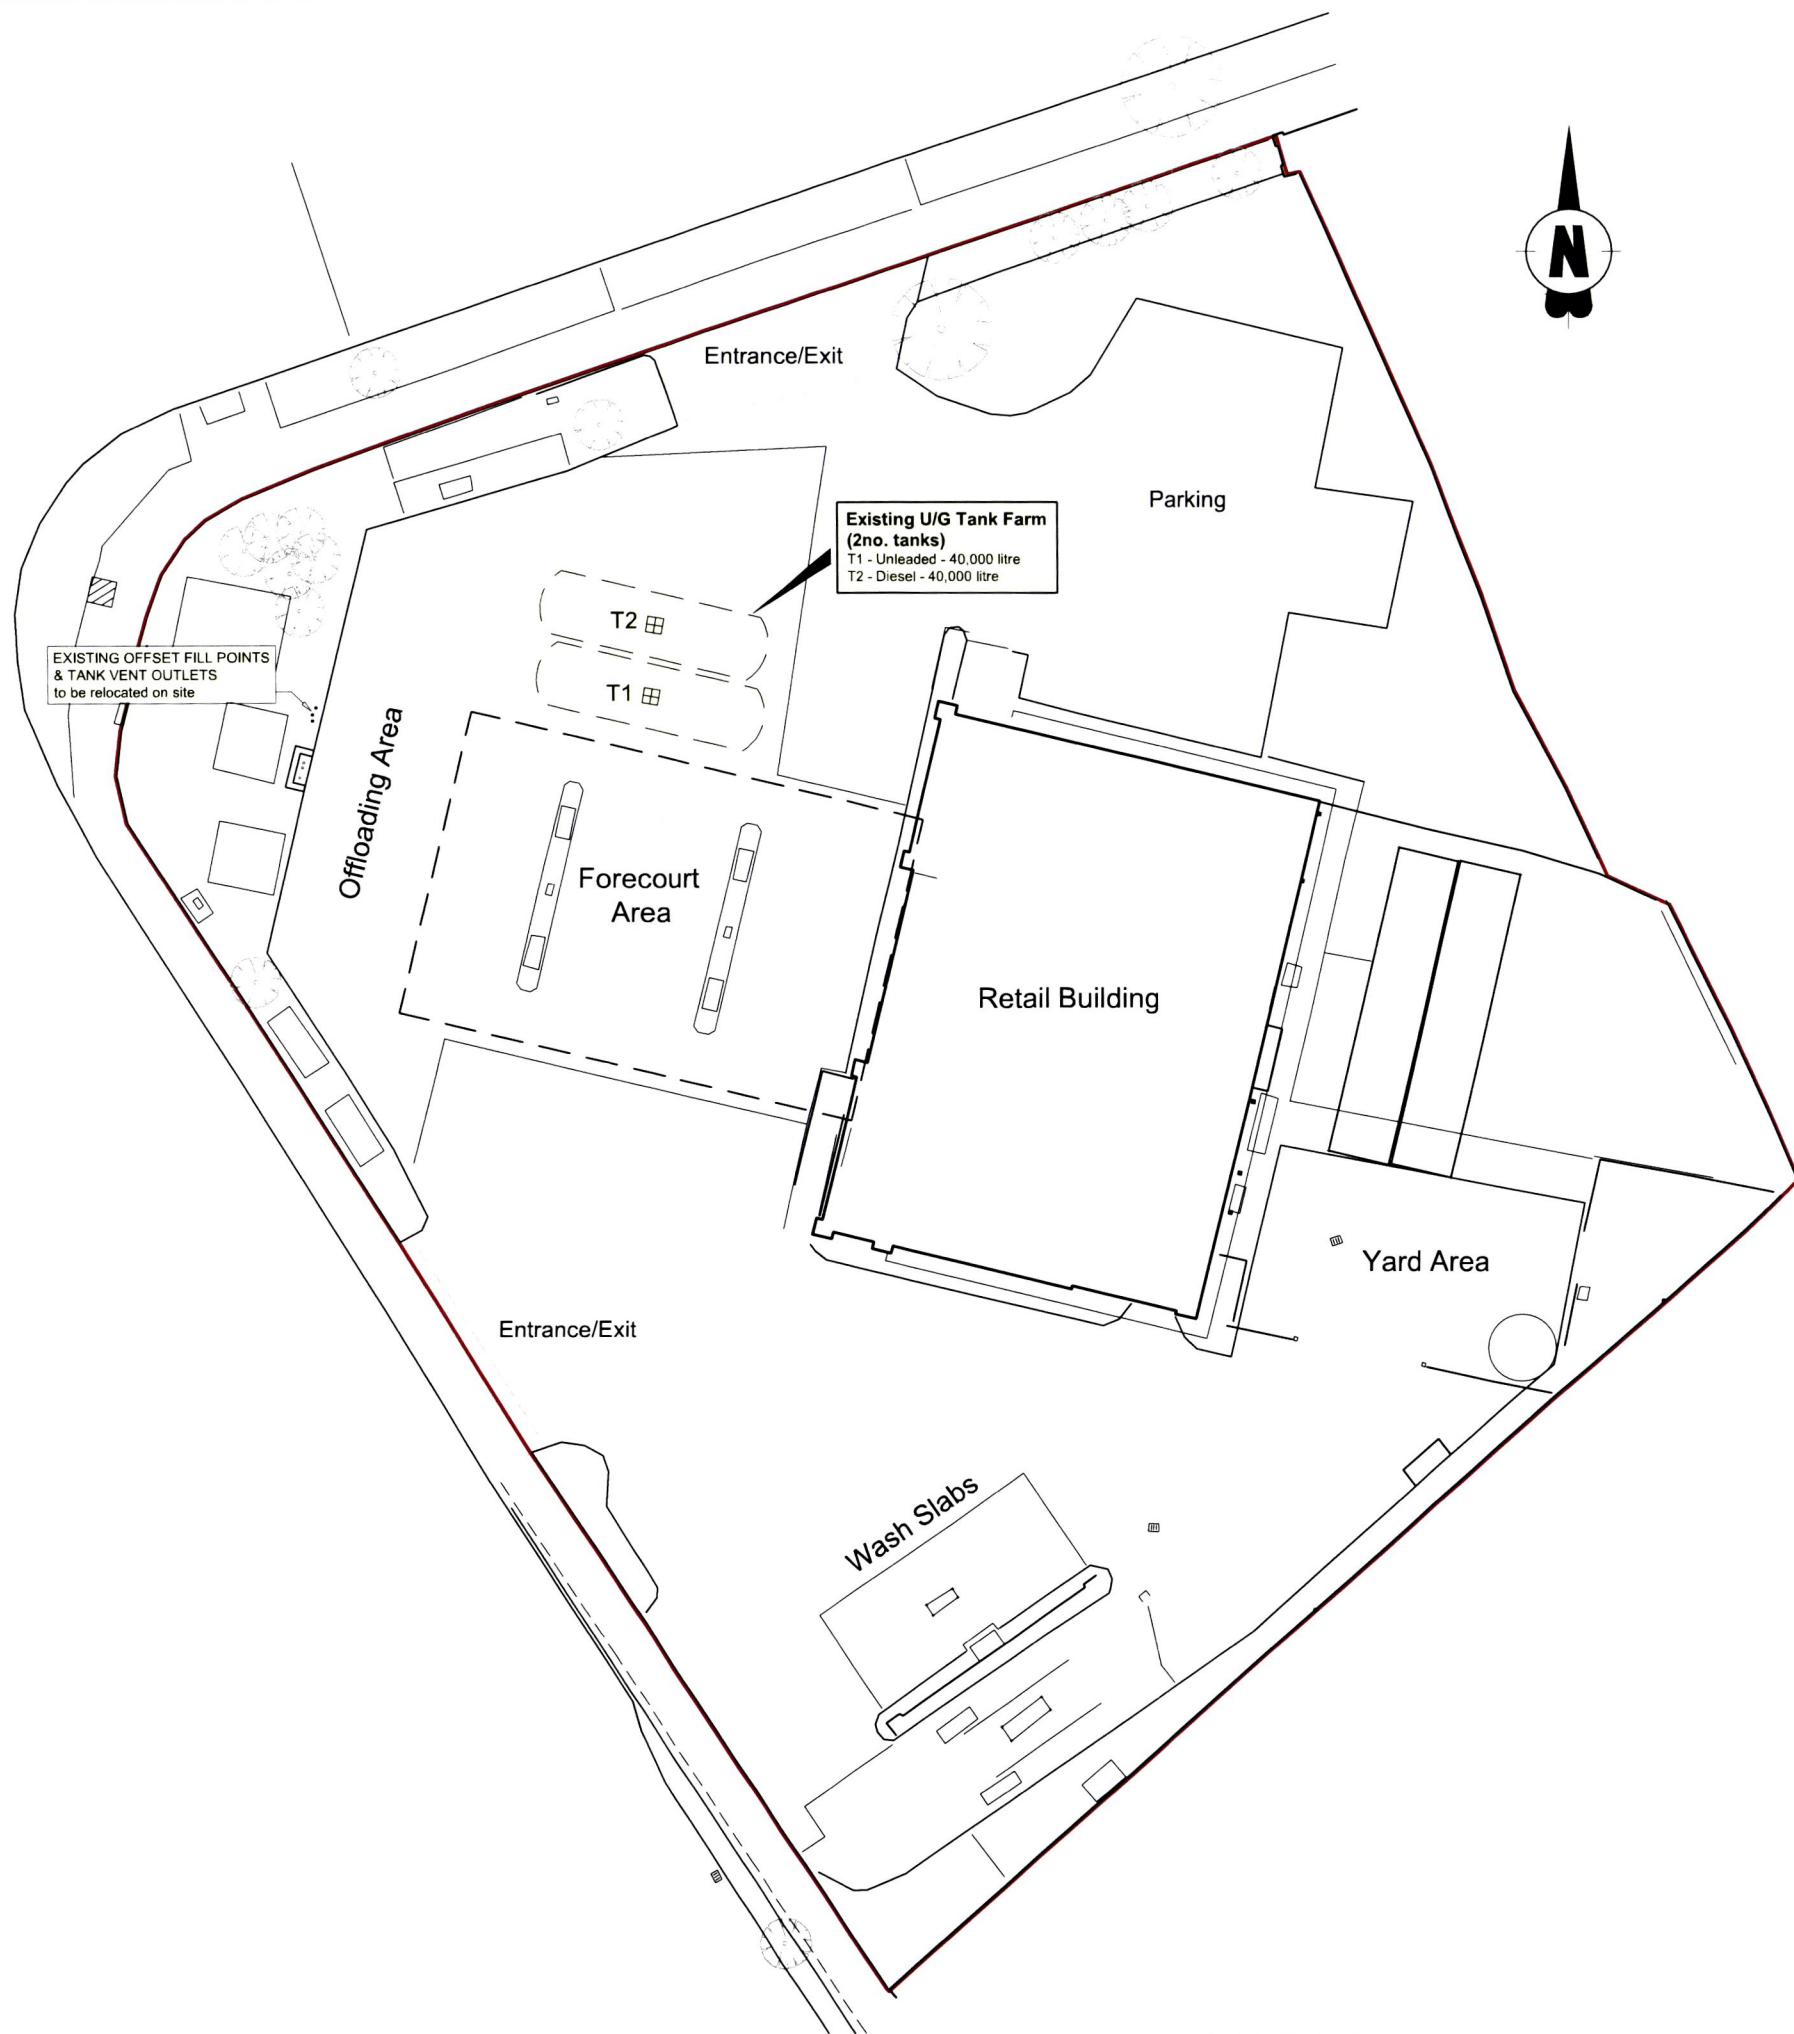 N
Entrance/Exit
Parking
Existing U/G Tank Farm
(2no. tanks)
T1 - Unleaded - 40,000 litre
T2 - Diesel - 40,000 litre
T2
T1
EXISTING OFFSET FILL POINTS
& TANK VENT OUTLETS
to be relocated on site
Offloading Area
Forecourt
Area
Retail Building
Yard Area
Entrance/Exit
Wash Slabs